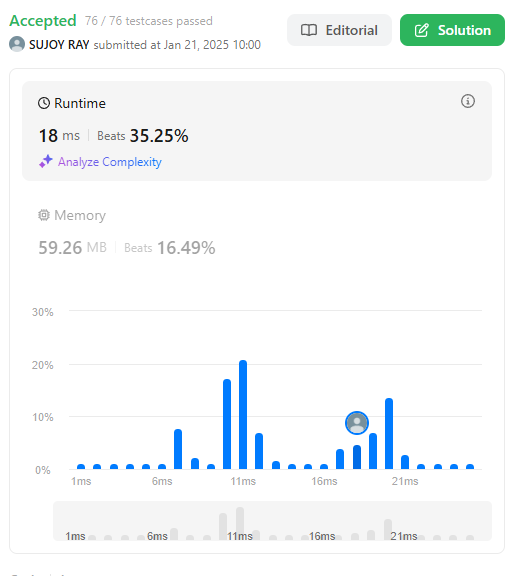 Accepted 76 / 76 testcases passed
SUJOY RAY submitted at Jan 21, 2025 10:00
Editorial
Solution
Runtime
18 ms | Beats 35.25%
Analyze Complexity
Memory
59.26 MB | Beats 16.49%
30%
20%
10%
0%
1ms 6ms 11ms 16ms 21ms
1ms 6ms 11ms 16ms 21ms